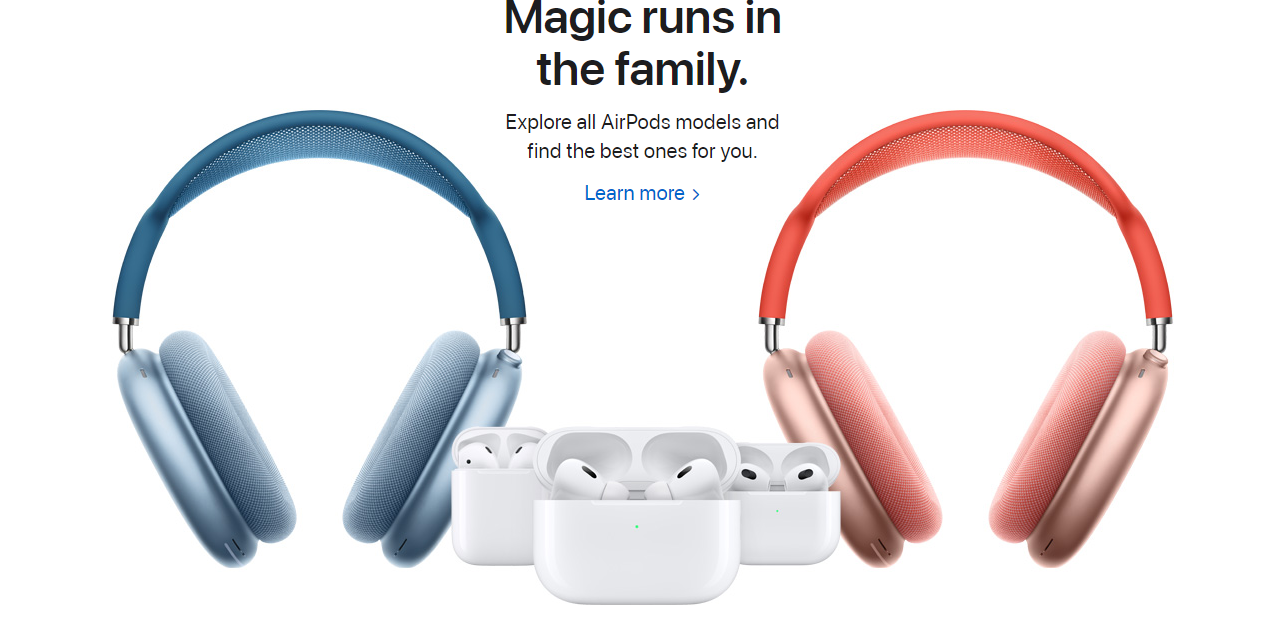 Magic runs in
the family.
Explore all AirPods models and
find the best ones for you.
Learn more >